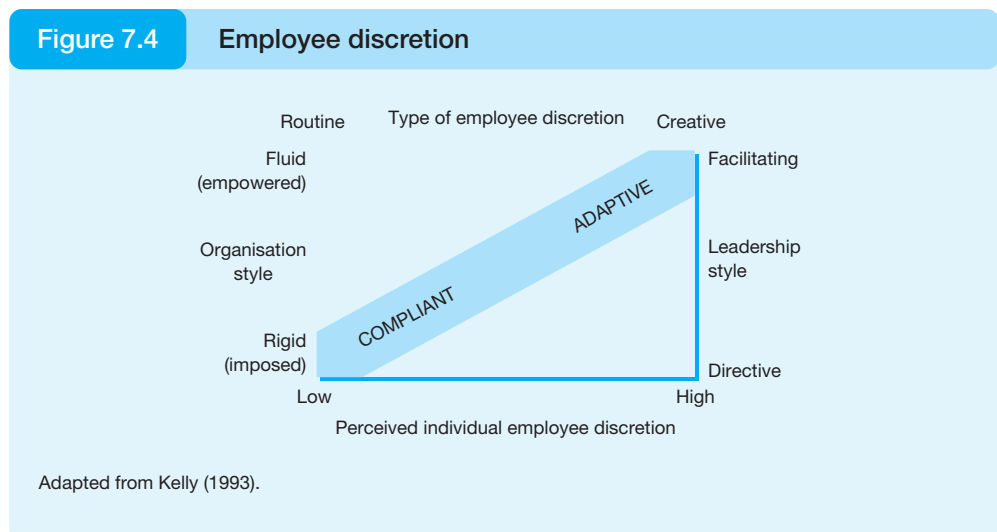 Figure 7.4
Employee discretion
Routine
Type of employee discretion
Creative
Fluid
(empowered)
Facilitating
ADAPTIVE
Organisation
style
Leadership
style
COMPLIANT
Rigid
(imposed)
Directive
Low
High
Perceived individual employee discretion
Adapted from Kelly (1993).